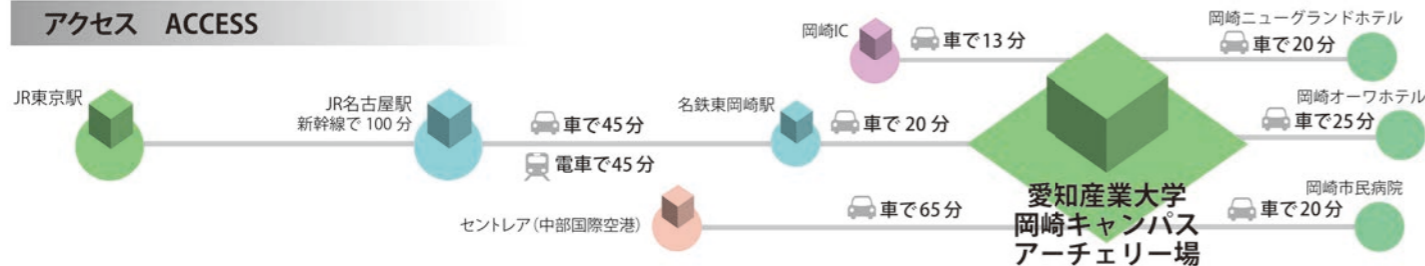 アクセス ACCESS
岡崎IC
車で13分
岡崎ニューグランドホテル
車で20分
JR東京駅
JR名古屋駅
新幹線で100分
車で45分
電車で45分
名鉄東岡崎駅
車で20分
岡崎オーワホテル
車で25分
セントレア(中部国際空港)
車で65分
愛知産業大学
岡崎キャンパス
アーチェリー場
岡崎市民病院
車で20分